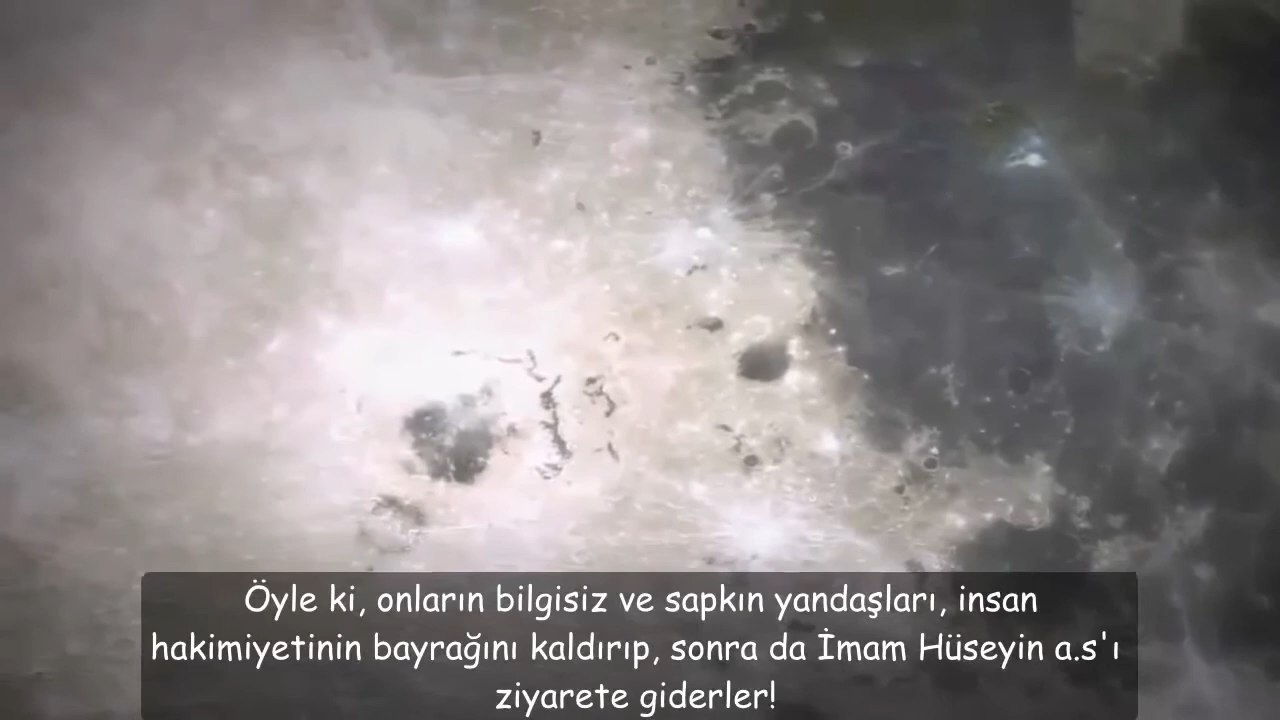 Öyle ki, onların bilgisiz ve sapkın yandaşları, insan
hakimiyetinin bayrağını kaldırıp, sonra da İmam Hüseyin a.s'ı
ziyarete giderler!